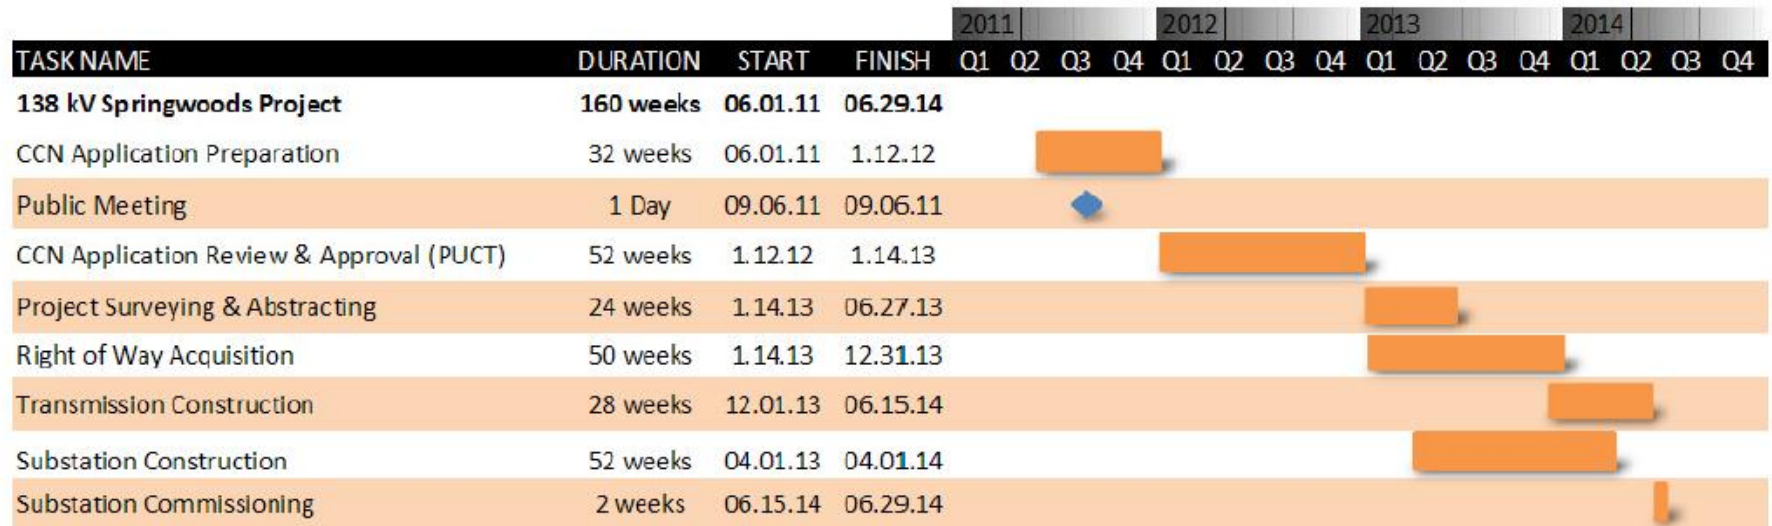 2011 2012 2013 2014
TASK NAME DURATION START FINISH Q1 Q2 Q3 Q4 Q1 Q2 Q3 Q4 Q1 Q2 Q3 Q4 Q1 Q2 Q3 Q4
138 kV Springwoods Project 160 weeks 06.01.11 06.29.14
CCN Application Preparation 32 weeks 06.01.11 1.12.12
Public Meeting 1 Day 09.06.11 09.06.11
CCN Application Review & Approval (PUCT) 52 weeks 1.12.12 1.14.13
Project Surveying & Abstracting 24 weeks 1.14.13 06.27.13
Right of Way Acquisition 50 weeks 1.14.13 12.31.13
Transmission Construction 28 weeks 12.01.13 06.15.14
Substation Construction 52 weeks 04.01.13 04.01.14
Substation Commissioning 2 weeks 06.15.14 06.29.14